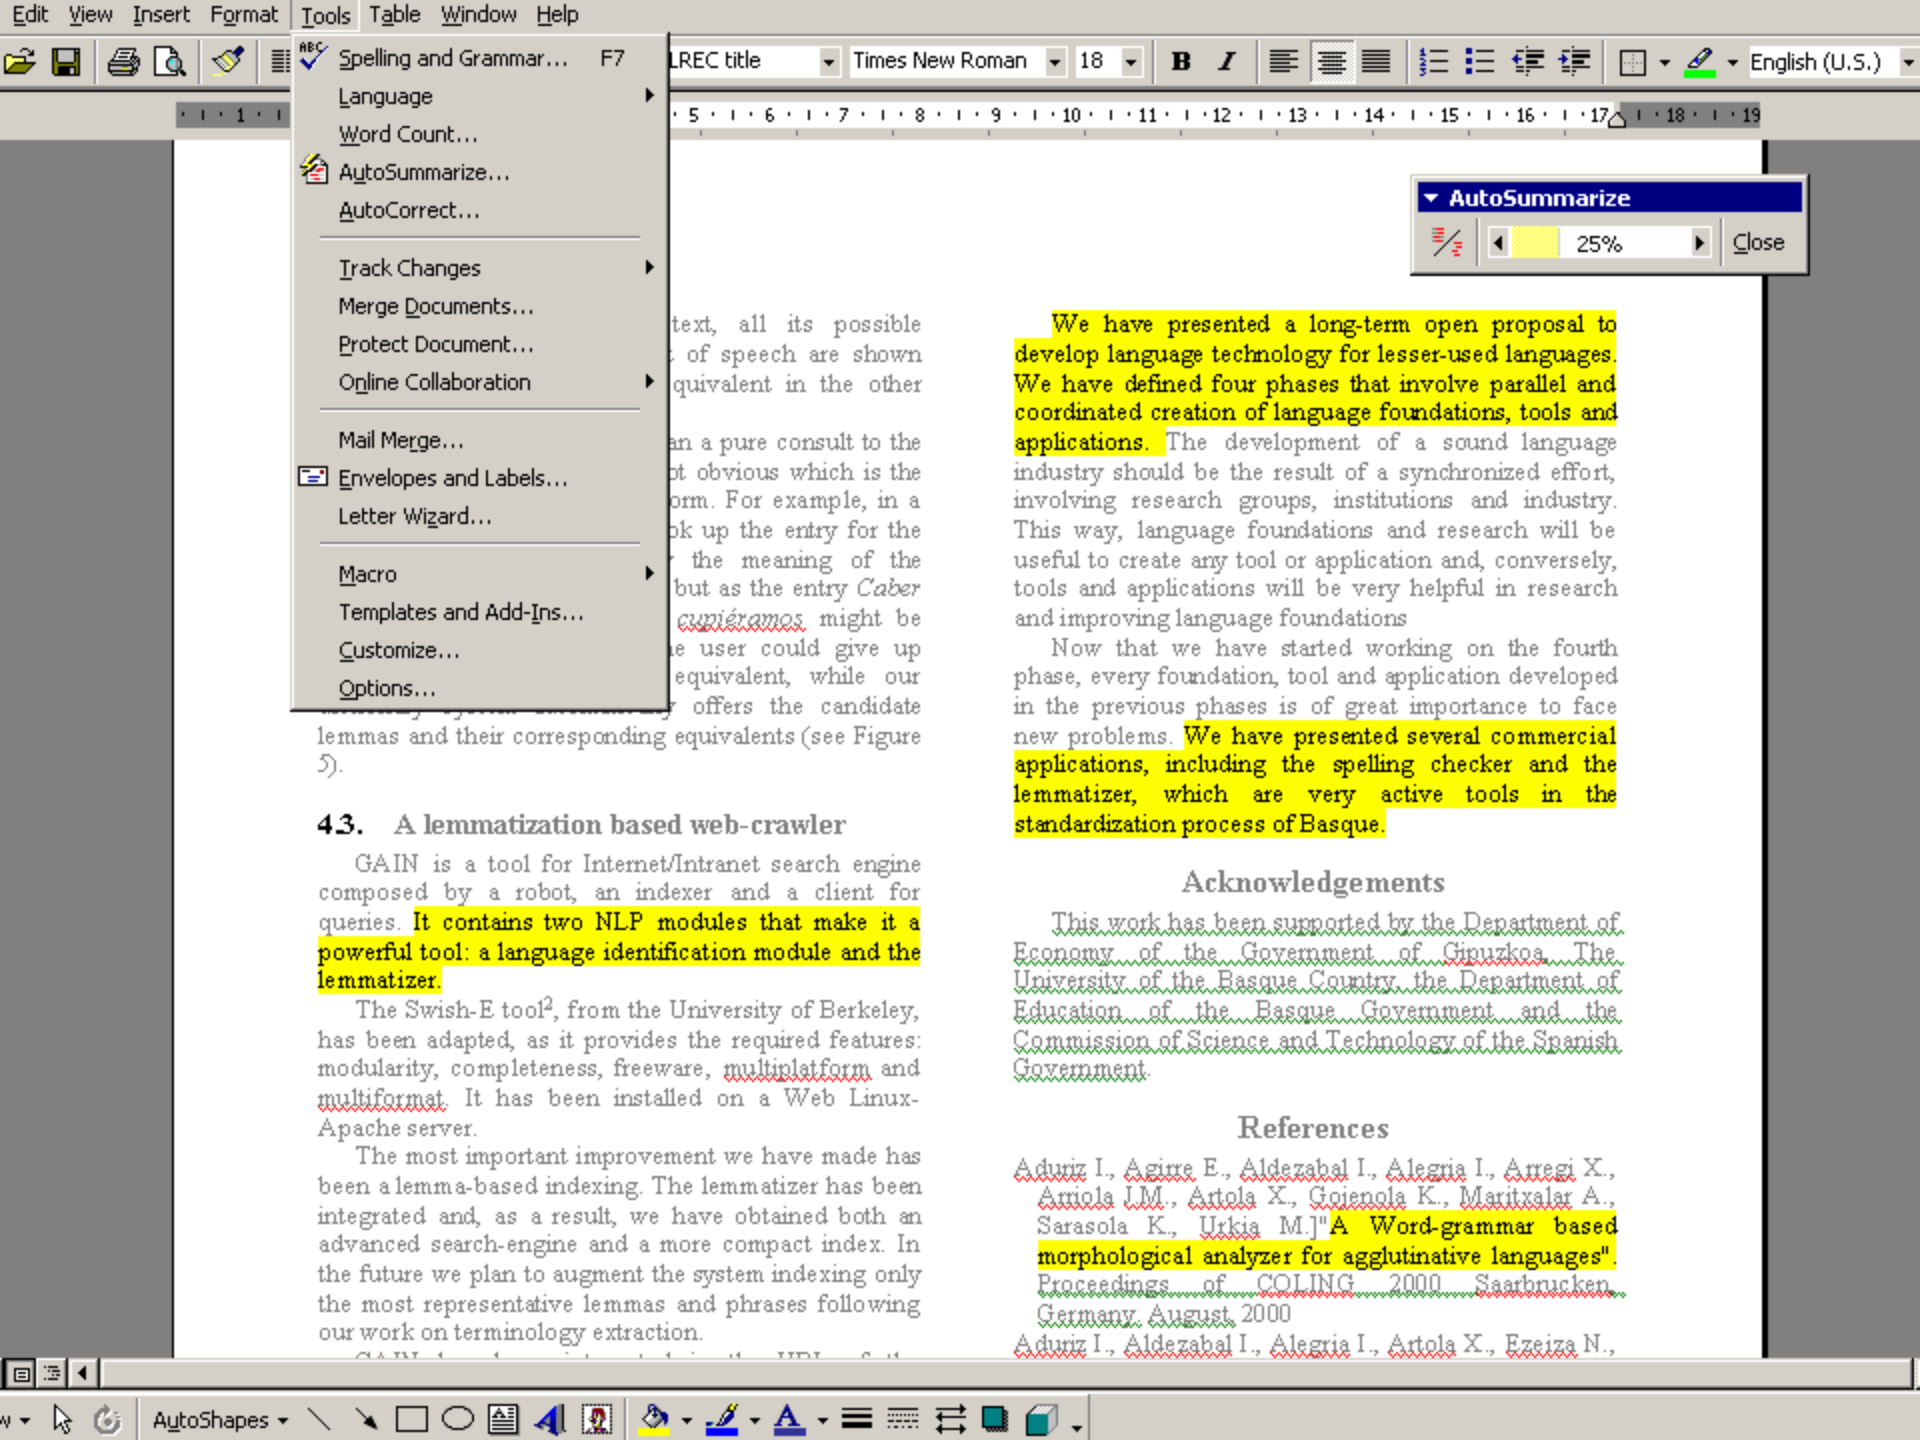 Edit View Insert Format Tools Table Window Help
LREC title Times New Roman 18 B I English (U.S.)
1 5 6 7 8 9 10 11 12 13 14 15 16 17 18 19
ABC Spelling and Grammar... F7
Language
Word Count...
AutoSummarize...
AutoCorrect...
Track Changes
Merge Documents...
Protect Document...
Online Collaboration
Mail Merge...
Envelopes and Labels...
Letter Wizard...
Macro
Templates and Add-Ins...
Customize...
Options...
AutoSummarize
25% Close
text, all its possible
of speech are shown
quivalent in the other
an a pure consult to the
ot obvious which is the
orm. For example, in a
ok up the entry for the
the meaning of the
but as the entry Caber
cupiéramos might be
e user could give up
equivalent, while our
offers the candidate
lemmas and their corresponding equivalents (see Figure
5).
4.3. A lemmatization based web-crawler
GAIN is a tool for Internet/Intranet search engine
composed by a robot, an indexer and a client for
queries. It contains two NLP modules that make it a
powerful tool: a language identification module and the
lemmatizer.
The Swish-E tool2, from the University of Berkeley,
has been adapted, as it provides the required features:
modularity, completeness, freeware, multiplatform and
multiformat. It has been installed on a Web Linux-
Apache server.
The most important improvement we have made has
been a lemma-based indexing. The lemmatizer has been
integrated and, as a result, we have obtained both an
advanced search-engine and a more compact index. In
the future we plan to augment the system indexing only
the most representative lemmas and phrases following
our work on terminology extraction.
We have presented a long-term open proposal to
develop language technology for lesser-used languages.
We have defined four phases that involve parallel and
coordinated creation of language foundations, tools and
applications. The development of a sound language
industry should be the result of a synchronized effort,
involving research groups, institutions and industry.
This way, language foundations and research will be
useful to create any tool or application and, conversely,
tools and applications will be very helpful in research
and improving language foundations
Now that we have started working on the fourth
phase, every foundation, tool and application developed
in the previous phases is of great importance to face
new problems. We have presented several commercial
applications, including the spelling checker and the
lemmatizer, which are very active tools in the
standardization process of Basque.
Acknowledgements
This work has been supported by the Department of
Economy of the Government of Gipuzkoa, The
University of the Basque Country, the Department of
Education of the Basque Government and the
Commission of Science and Technology of the Spanish
Government.
References
Aduriz I., Agirre E., Aldezabal I., Alegria I., Arregi X.,
Arriola J.M., Artola X., Gojenola K., Maritxalar A.,
Sarasola K., Urkia M.]"A Word-grammar based
morphological analyzer for agglutinative languages".
Proceedings of COLING 2000 Saarbrucken,
Germany. August, 2000
Aduriz I., Aldezabal I., Alegria I., Artola X., Ezeiza N.,
AutoShapes